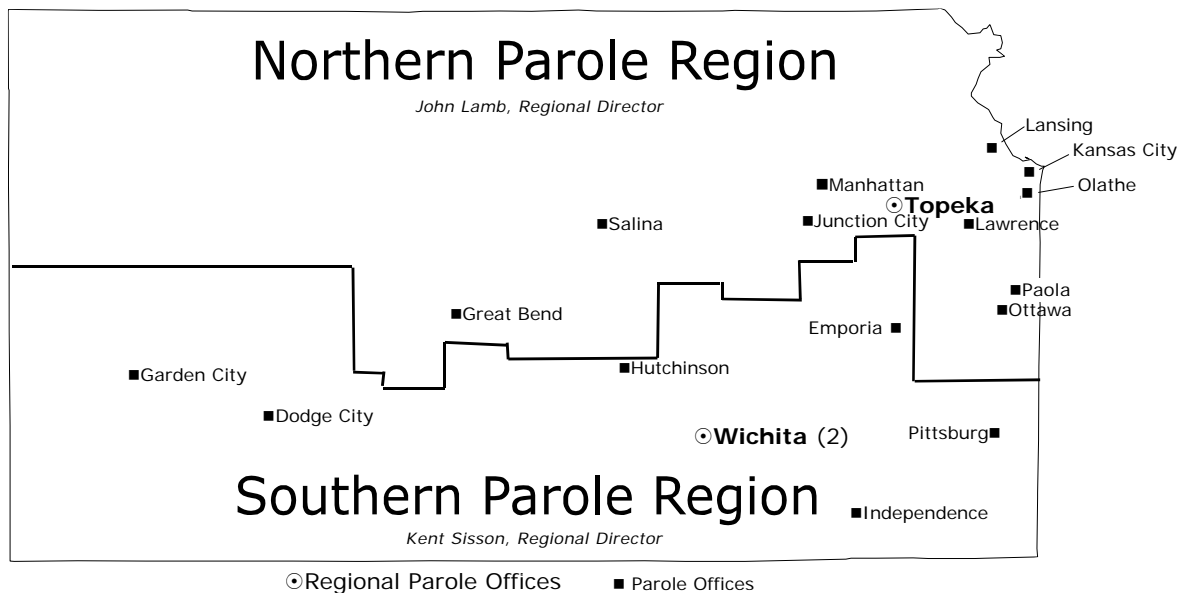 Northern Parole Region
John Lamb, Regional Director
Lansing
Kansas City
Manhattan
Olathe
Topeka
Salina
Junction City
Lawrence
Paola
Great Bend
Ottawa
Emporia
Hutchinson
Garden City
Dodge City
Wichita (2)
Pittsburg
Southern Parole Region
Independence
Kent Sisson, Regional Director
Regional Parole Offices
Parole Offices